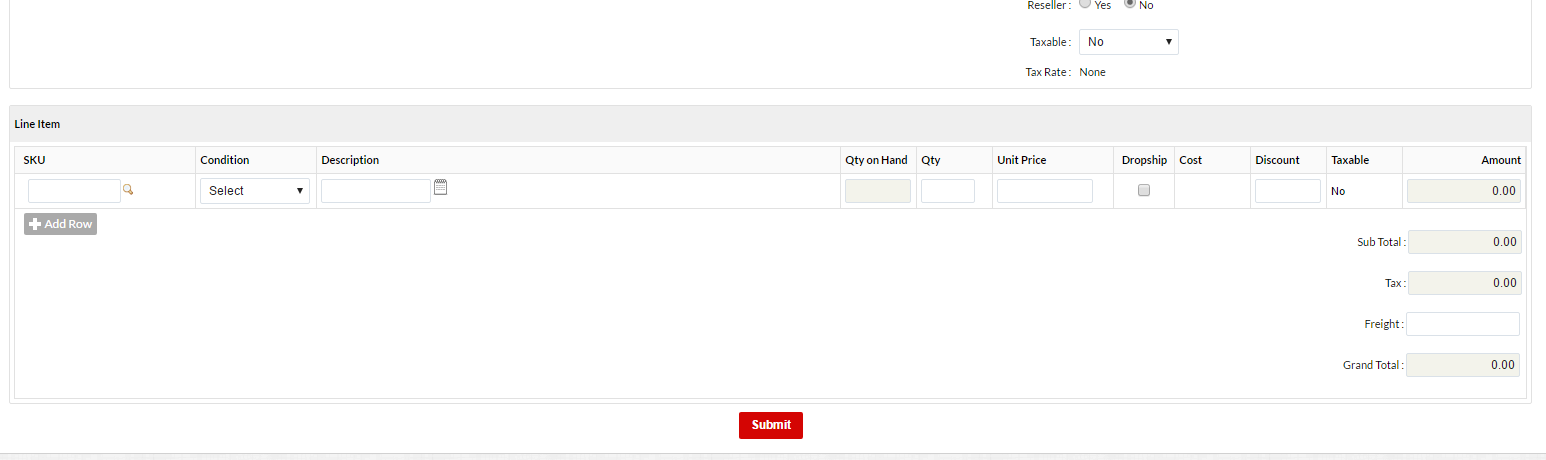 Reseller : Yes No
Taxable : No
Tax Rate : None
Line Item
SKU Condition Description Qty on Hand Qty Unit Price Dropship Cost Discount Taxable Amount
Select No 0.00
Add Row
Sub Total : 0.00
Tax : 0.00
Freight :
Grand Total : 0.00
Submit